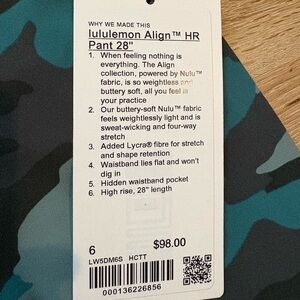 WHY WE MADE THIS
lululemon Align™ HR
Pant 28"
1. When feeling nothing is
everything. The Align
collection, powered by Nulu™
fabric, is so weightless and
buttery soft, all you feel is
your practice
2. Our buttery-soft Nulu™ fabric
feels weightlessly light and is
sweat-wicking and four-way
stretch
3. Added Lycra® fibre for stretch
and shape retention
4. Waistband lies flat and won't
dig in
5. Hidden waistband pocket
6. High rise, 28" length
6 $98.00
LW5DM6S HCTT
000136226856